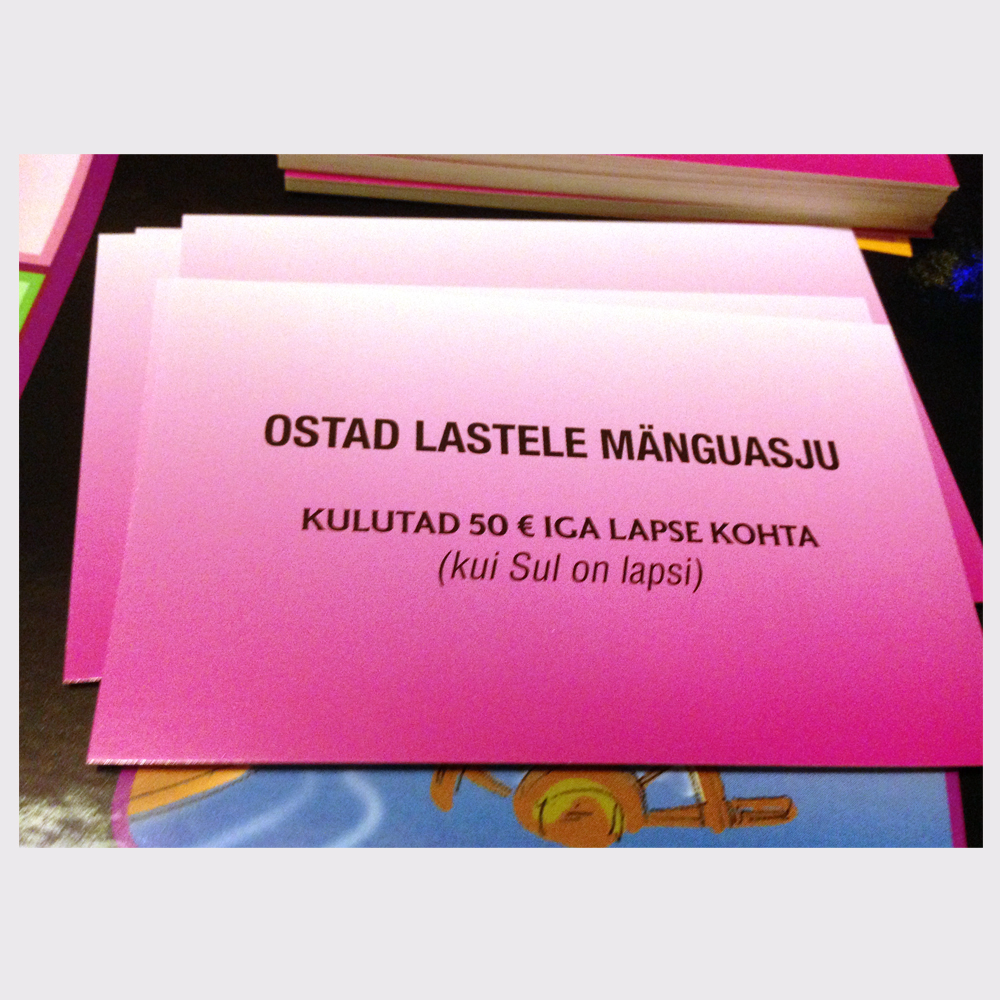 OSTAD LASTELE MÄNGUASJU
KULUTAD 50 € IGA LAPSE KOHTA
(kui Sul on lapsi)